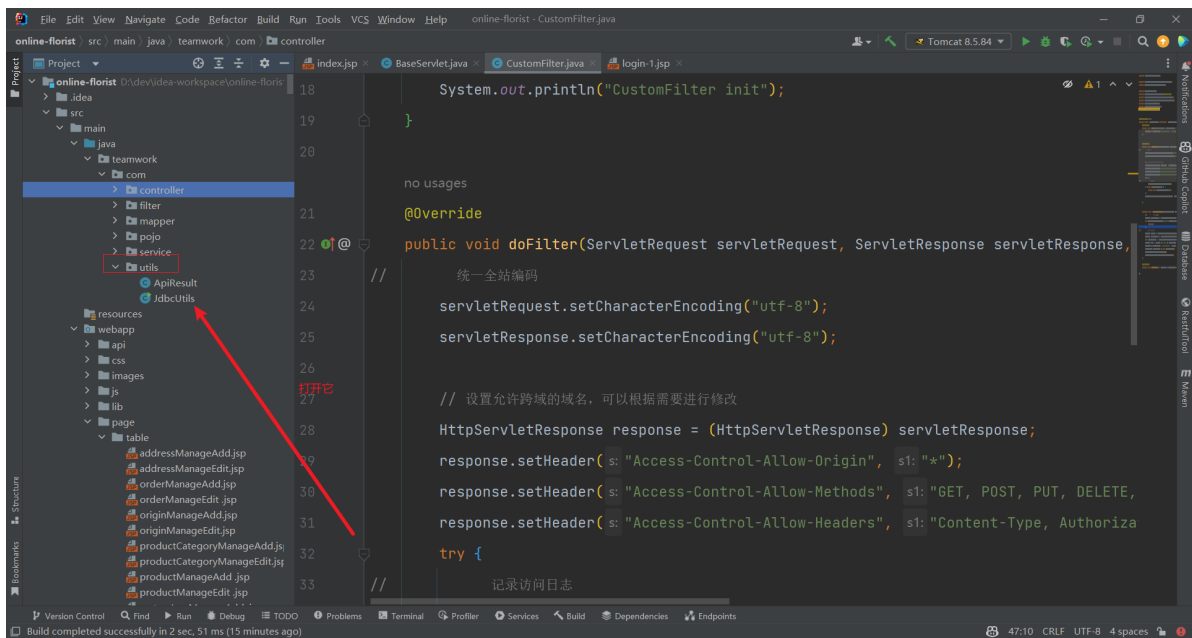 File Edit View Navigate Code Refactor Build Run Tools VCS Window Help online-florist - CustomFilter.java
online-florist src main java teamwork com controller Tomcat 8.5.84
Project index.jsp BaseServlet.java CustomFilter.java login-1.jsp
Project
online-florist D:\dev\idea-workspace\online-floris
.idea
src
main
java
teamwork
com
controller
filter
mapper
pojo
service
utils
ApiResult
JdbcUtils
resources
webapp
api
css
images
js
lib
page
table
addressManageAdd.jsp
addressManageEdit.jsp
orderManageAdd.jsp
orderManageEdit .jsp
originManageAdd.jsp
originManageEdit.jsp
productCategoryManageAdd.js
productCategoryManageEdit.jsp
productManageAdd .jsp
productManageEdit .jsp
打开它
18 System.out.println("CustomFilter init");
19 }
20
no usages
21 @Override
22 @ public void doFilter(ServletRequest servletRequest, ServletResponse servletResponse,
23 // 统一全站编码
24 servletRequest.setCharacterEncoding("utf-8");
25 servletResponse.setCharacterEncoding("utf-8");
26
27 // 设置允许跨域的域名，可以根据需要进行修改
28 HttpServletResponse response = (HttpServletResponse) servletResponse;
29 response.setHeader( s: "Access-Control-Allow-Origin", s1: "*");
30 response.setHeader( s: "Access-Control-Allow-Methods", s1: "GET, POST, PUT, DELETE,
31 response.setHeader( s: "Access-Control-Allow-Headers", s1: "Content-Type, Authoriza
32 try {
33 // 记录访问日志
1
Notifications
GitHub Copilot
Database
RestfulTool
Maven
Structure
Bookmarks
Version Control Find Run Debug TODO Problems Terminal Profiler Services Build Dependencies Endpoints
Build completed successfully in 2 sec, 51 ms (15 minutes ago) 47:10 CRLF UTF-8 4 spaces